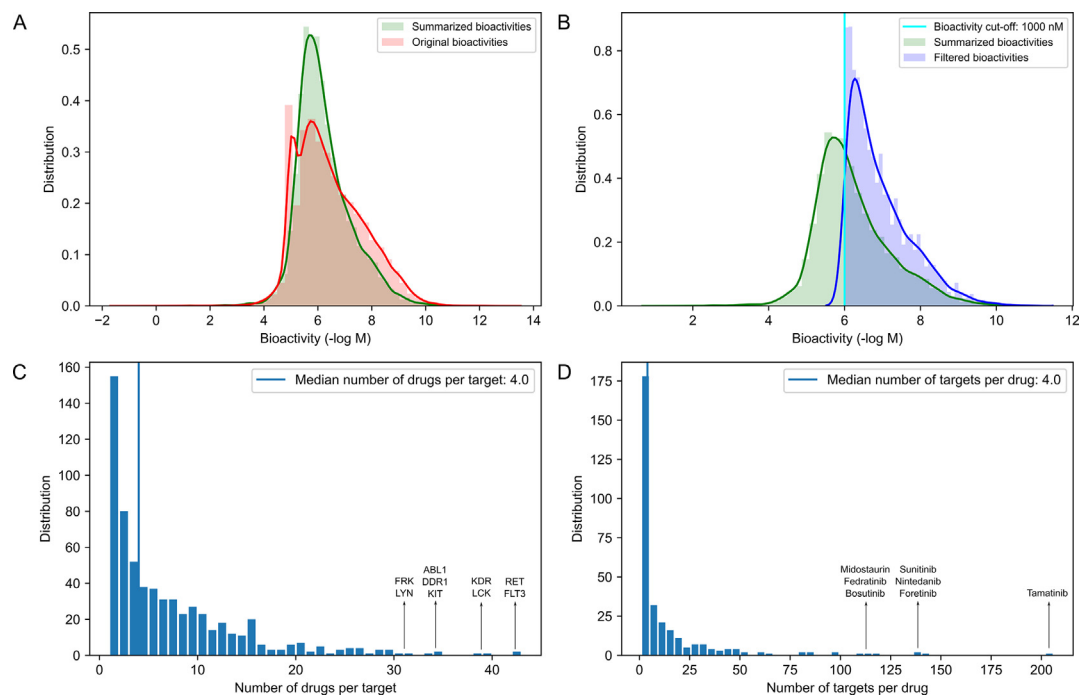 A
Summarized bioactivities
Original bioactivities
0.5
0.4
0.3
0.2
0.1
0.0
Distribution
−2
0
2
4
6
8
10
12
14
Bioactivity (-log M)
B
Bioactivity cut-off: 1000 nM
Summarized bioactivities
Filtered bioactivities
0.8
0.6
0.4
0.2
0.0
Distribution
2
4
6
8
10
12
Bioactivity (-log M)
C
Median number of drugs per target: 4.0
160
140
120
100
80
60
40
20
0
Distribution
FRK
LYN
ABL1
DDR1
KIT
KDR
LCK
RET
FLT3
0
10
20
30
40
Number of drugs per target
D
Median number of targets per drug: 4.0
175
150
125
100
75
50
25
0
Distribution
Midostaurin
Fedratinib
Bosutinib
Sunitinib
Nintedanib
Foretinib
Tamatinib
0
25
50
75
100
125
150
175
200
Number of targets per drug